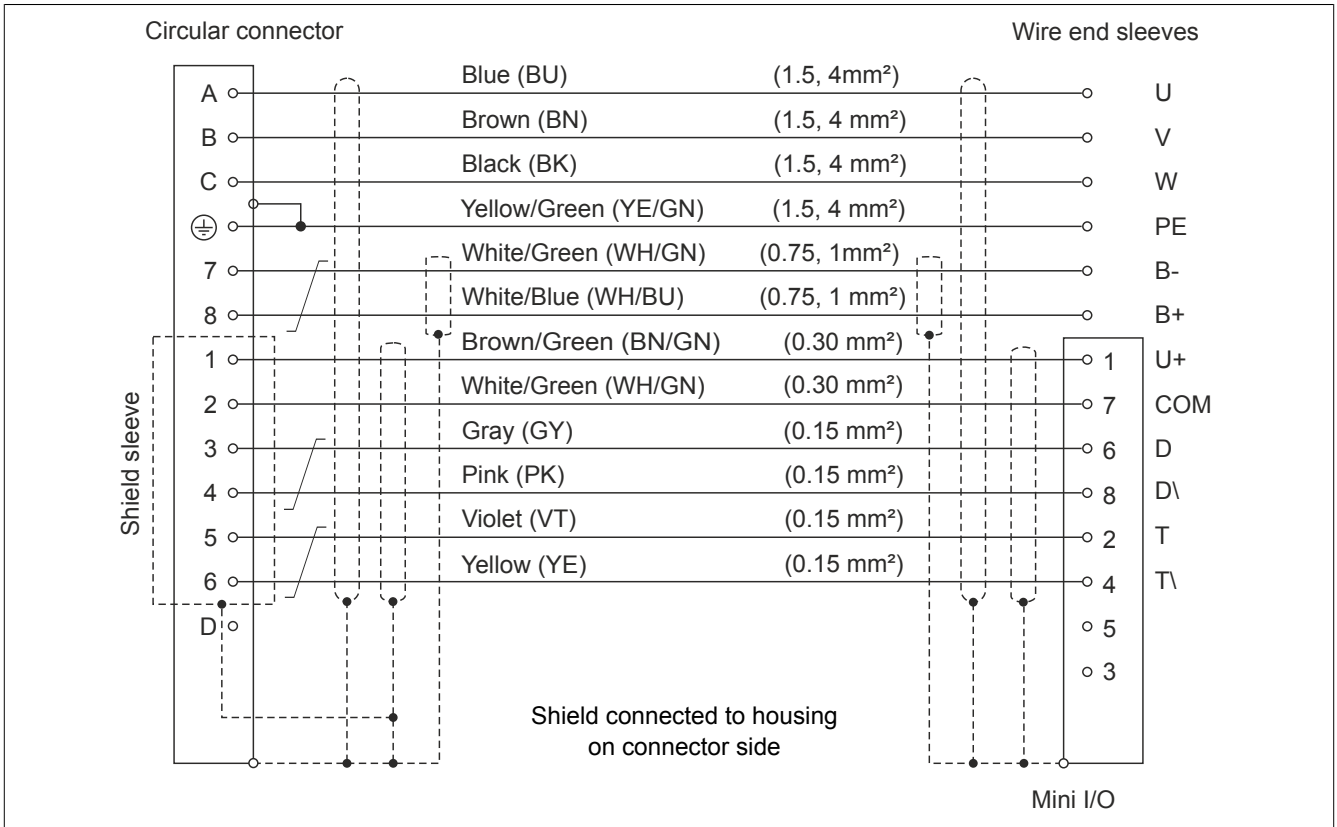 Circular connector Wire end sleeves
A Blue (BU) (1.5, 4mm²) U
B Brown (BN) (1.5, 4 mm²) V
C Black (BK) (1.5, 4 mm²) W
Yellow/Green (YE/GN) (1.5, 4 mm²) PE
7 White/Green (WH/GN) (0.75, 1mm²) B-
8 White/Blue (WH/BU) (0.75, 1 mm²) B+
1 Brown/Green (BN/GN) (0.30 mm²) 1 U+
2 White/Green (WH/GN) (0.30 mm²) 7 COM
3 Gray (GY) (0.15 mm²) 6 D
4 Pink (PK) (0.15 mm²) 8 D\
5 Violet (VT) (0.15 mm²) 2 T
6 Yellow (YE) (0.15 mm²) 4 T\
D 5
3
Shield sleeve
Shield connected to housing
on connector side
Mini I/O